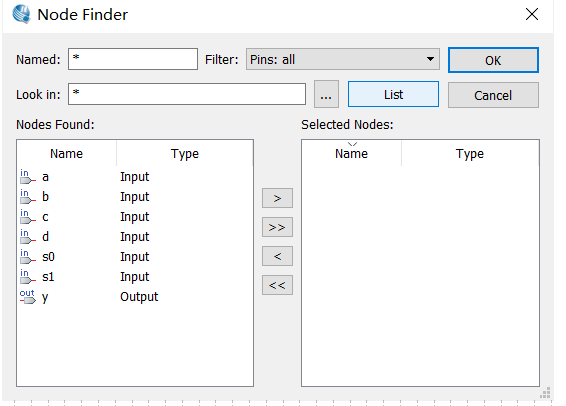 Node Finder
Named: * Filter: Pins: all OK
Look in: * ... List Cancel
Nodes Found: Selected Nodes:
Name Type Name Type
in a Input
in b Input
in c Input
in d Input
in s0 Input
in s1 Input
out y Output
>
>>
<
<<